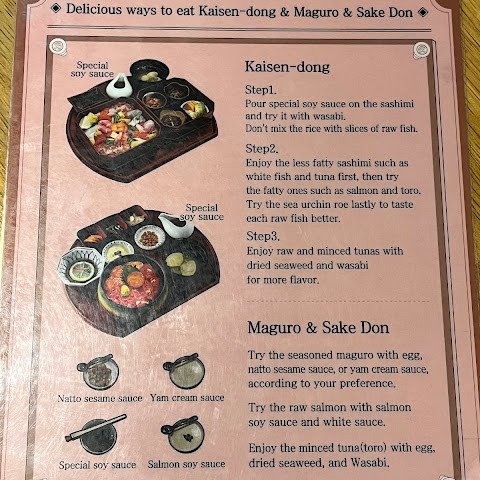 ◈ Delicious ways to eat Kaisen-dong & Maguro & Sake Don ◈
Special
soy sauce
Kaisen-dong
Step1.
Pour special soy sauce on the sashimi
and try it with wasabi.
Don't mix the rice with slices of raw fish.
Step2.
Enjoy the less fatty sashimi such as
white fish and tuna first, then try
the fatty ones such as salmon and toro.
Try the sea urchin roe lastly to taste
each raw fish better.
Special
soy sauce
Step3.
Enjoy raw and minced tunas with
dried seaweed and wasabi
for more flavor.
Maguro & Sake Don
Try the seasoned maguro with egg,
natto sesame sauce, or yam cream sauce,
according to your preference.
Try the raw salmon with salmon
soy sauce and white sauce.
Enjoy the minced tuna(toro) with egg,
dried seaweed, and Wasabi.
Natto sesame sauce
Yam cream sauce
Special soy sauce
Salmon soy sauce